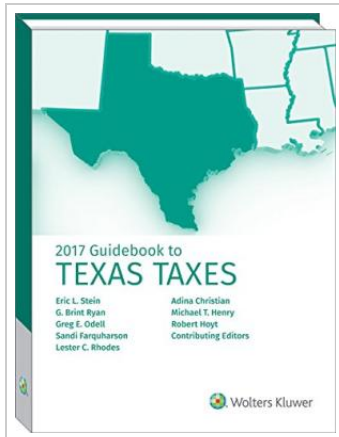 2017 Guidebook to
TEXAS TAXES
Eric L. Stein
G. Brint Ryan
Greg E. Odell
Sandi Farquharson
Lester C. Rhodes
Adina Christian
Michael T. Henry
Robert Hoyt
Contributing Editors
Wolters Kluwer